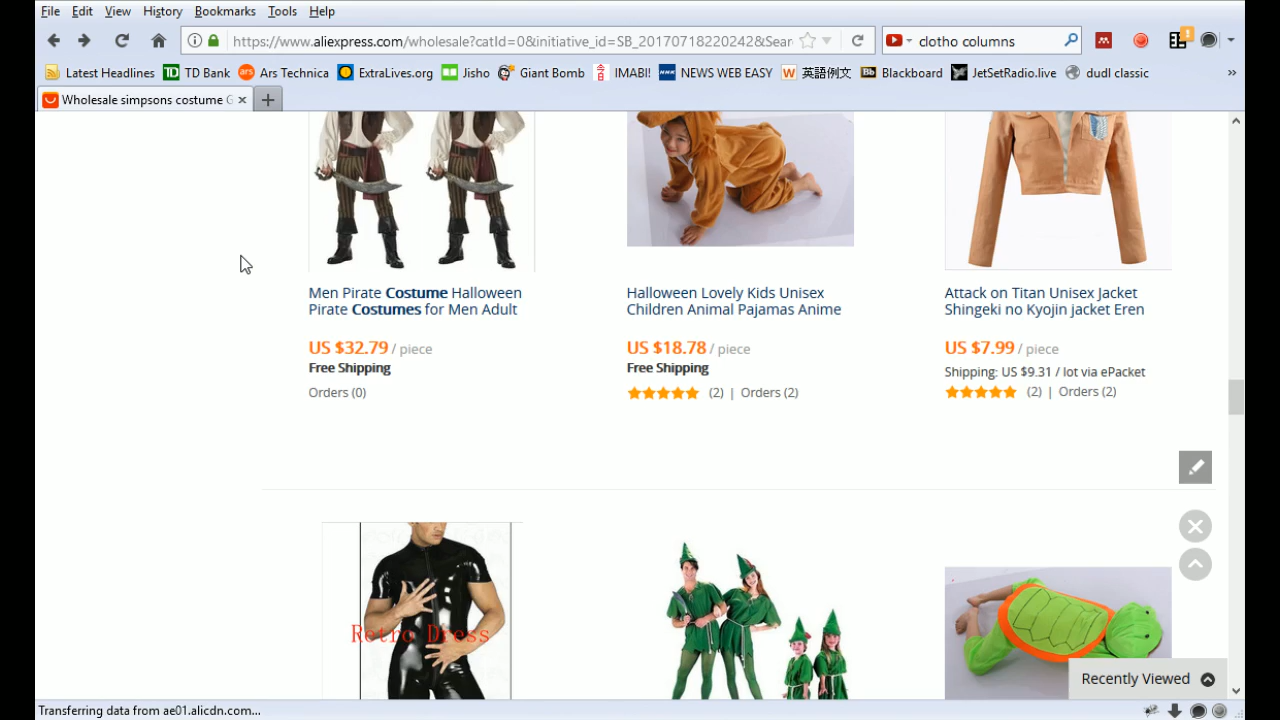 File Edit View History Bookmarks Tools Help
https://www.aliexpress.com/wholesale?catId=0&initiative_id=SB_20170718220242&Sear
clotho columns
1
Latest Headlines TD Bank Ars Technica ExtraLives.org Jisho Giant Bomb IMABI! NEWS WEB EASY 英語例文 Blackboard JetSetRadio.live dudl classic »
Wholesale simpsons costume G
Men Pirate Costume Halloween
Pirate Costumes for Men Adult
US $32.79 / piece
Free Shipping
Orders (0)
Halloween Lovely Kids Unisex
Children Animal Pajamas Anime
US $18.78 / piece
Free Shipping
(2) | Orders (2)
Attack on Titan Unisex Jacket
Shingeki no Kyojin jacket Eren
US $7.99 / piece
Shipping: US $9.31 / lot via ePacket
(2) | Orders (2)
Retro Dress
Recently Viewed
Transferring data from ae01.alicdn.com...